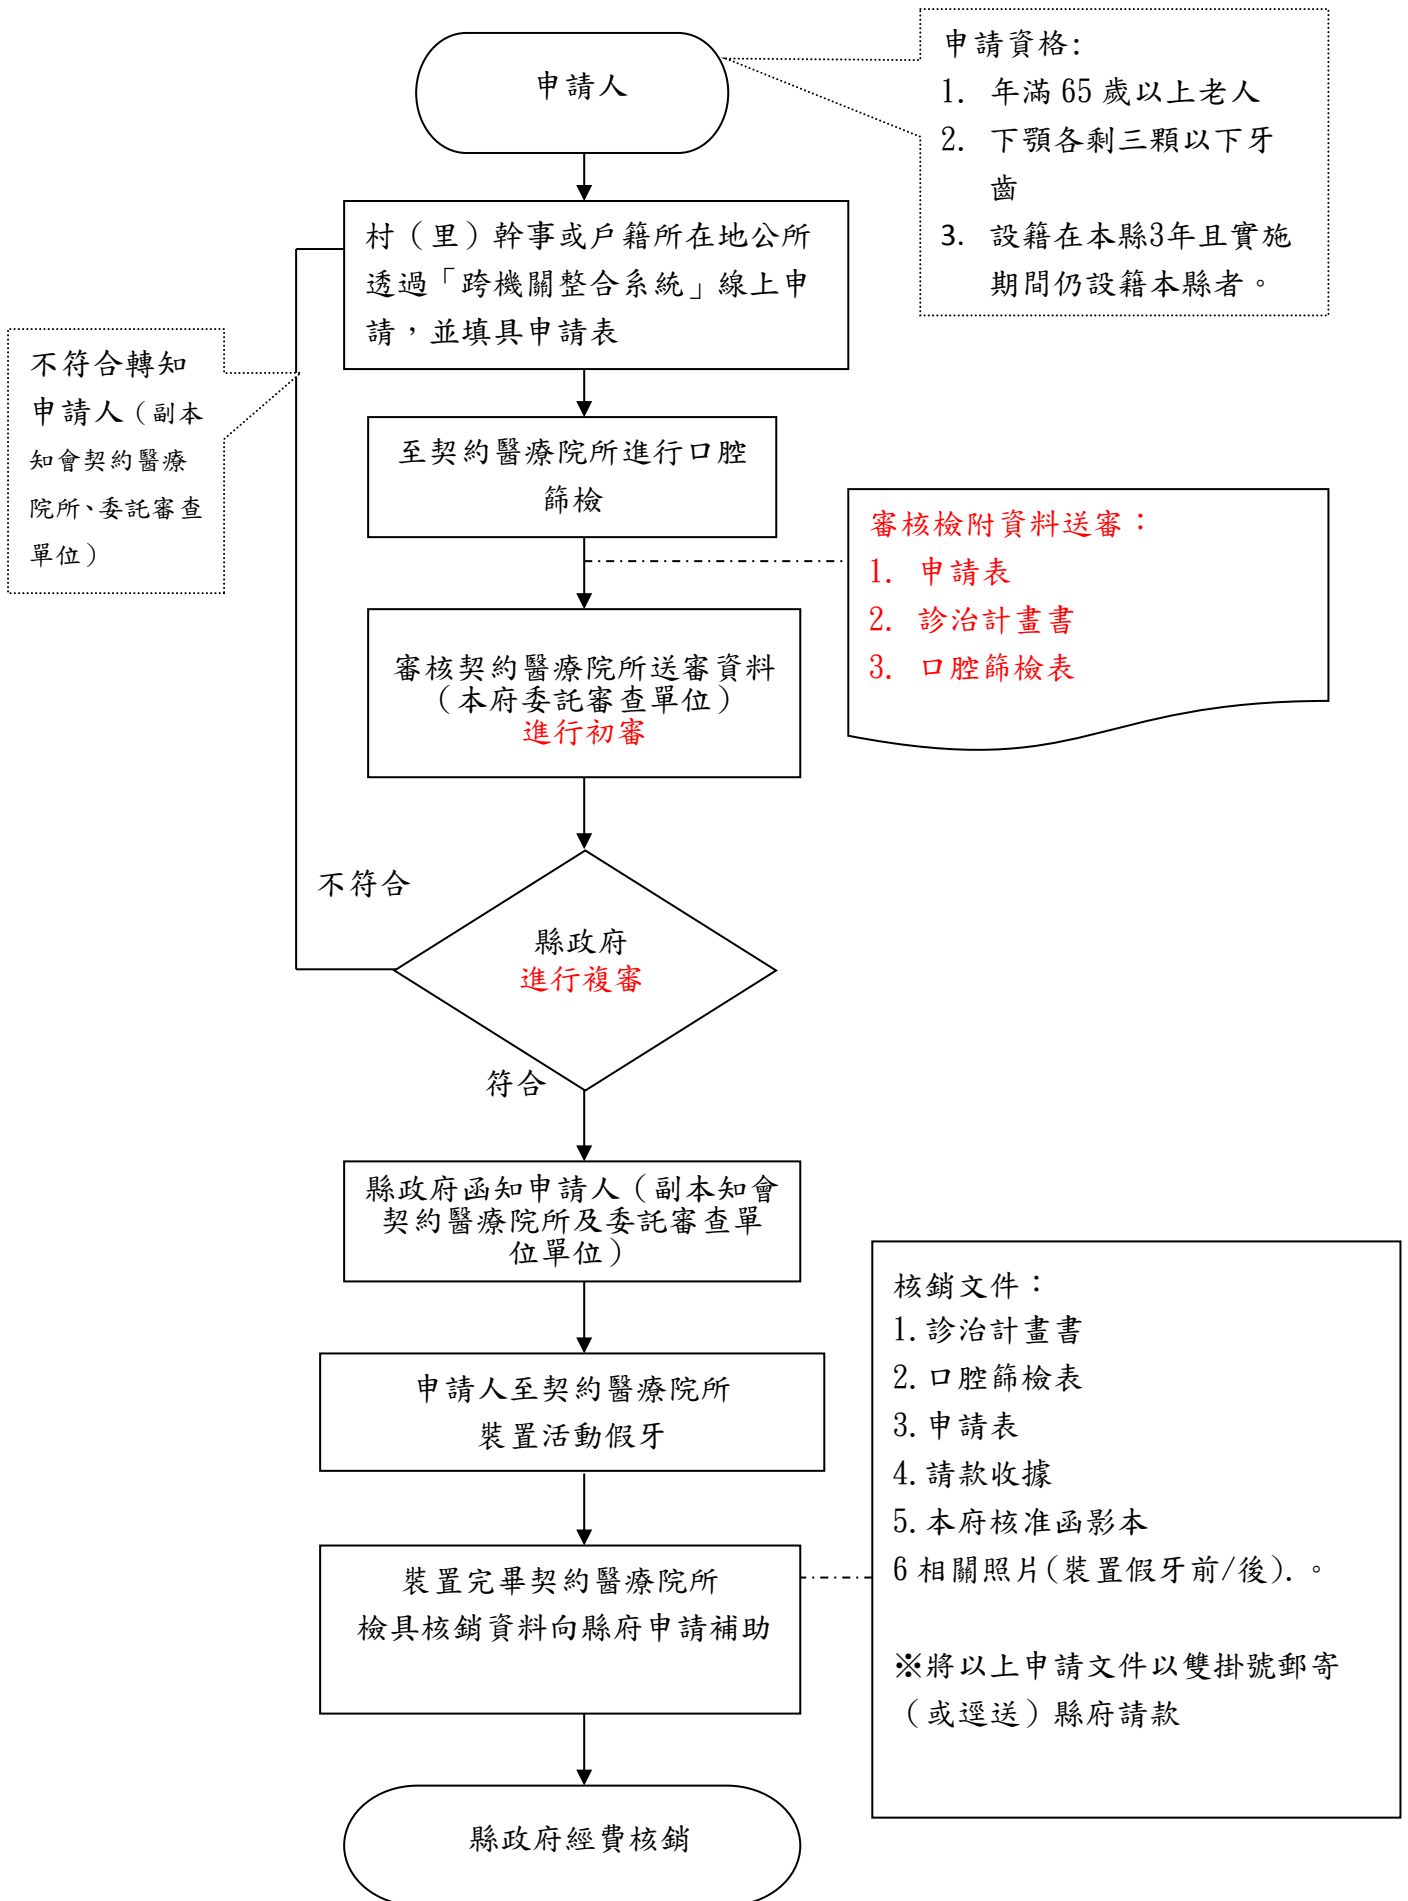 申請人
申請資格:
1. 年滿 65 歲以上老人
2. 下顎各剩三顆以下牙
齒
3. 設籍在本縣3年且實施
期間仍設籍本縣者。
村（里）幹事或戶籍所在地公所
透過「跨機關整合系統」線上申
請，並填具申請表
不符合轉知
申請人（副本
知會契約醫療
院所、委託審查
單位）
至契約醫療院所進行口腔
篩檢
審核檢附資料送審：
1. 申請表
2. 診治計畫書
3. 口腔篩檢表
審核契約醫療院所送審資料
（本府委託審查單位）
進行初審
不符合
縣政府
進行複審
符合
縣政府函知申請人（副本知會
契約醫療院所及委託審查單
位單位）
申請人至契約醫療院所
裝置活動假牙
裝置完畢契約醫療院所
檢具核銷資料向縣府申請補助
核銷文件：
1.診治計畫書
2.口腔篩檢表
3.申請表
4.請款收據
5.本府核准函影本
6 相關照片(裝置假牙前/後).。
※將以上申請文件以雙掛號郵寄
（或逕送）縣府請款
縣政府經費核銷